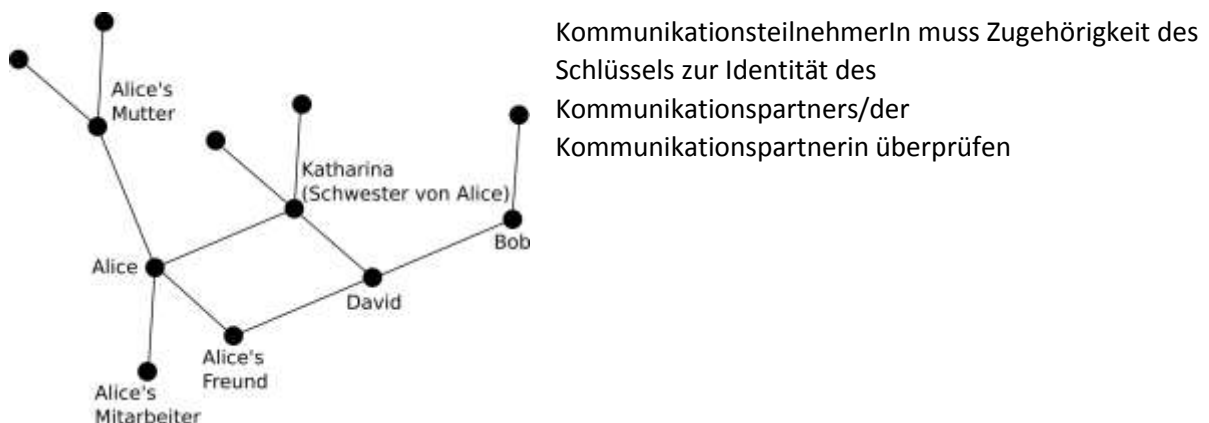 Alice's
Mutter
Katharina
(Schwester von Alice)
Bob
Alice
David
Alice's
Freund
Alice's
Mitarbeiter
KommunikationsteilnehmerIn muss Zugehörigkeit des
Schlüssels zur Identität des
Kommunikationspartners/der
Kommunikationspartnerin überprüfen